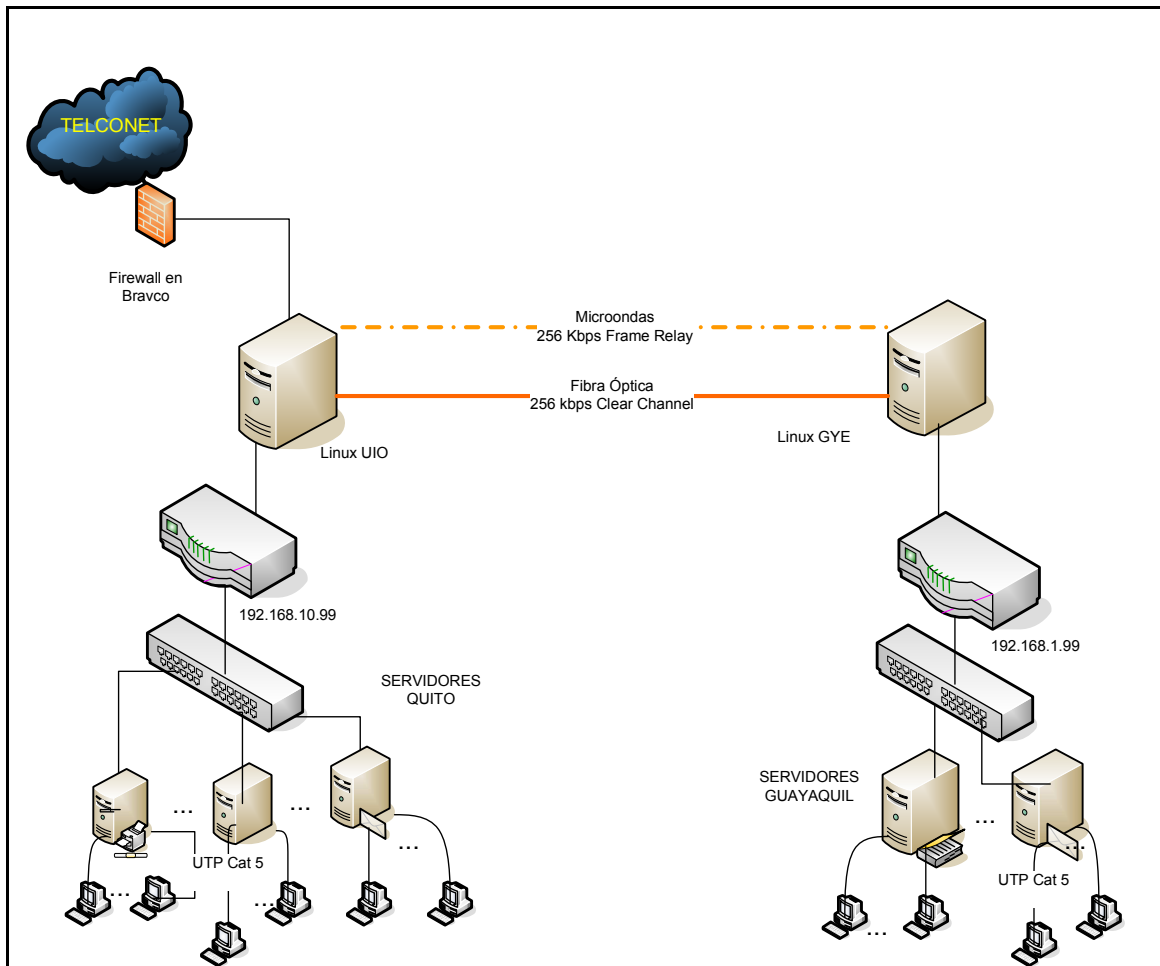 TELCONET
Firewall en
Bravco
Microondas
256 Kbps Frame Relay
Fibra Óptica
256 kbps Clear Channel
Linux UIO
Linux GYE
192.168.10.99
192.168.1.99
SERVIDORES
QUITO
SERVIDORES
GUAYAQUIL
...
...
...
...
UTP Cat 5
...
UTP Cat 5
...
...
...
...